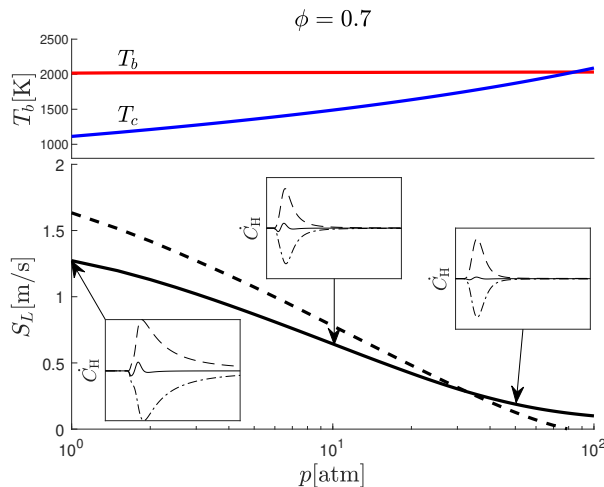 ϕ = 0.7
2500
2000
1500
1000
T_b[K]
T_b
T_c
2
1.5
1
0.5
0
S_L[m/s]
Ċ_H
Ċ_H
Ċ_H
10^0
10^1
10^2
p[atm]